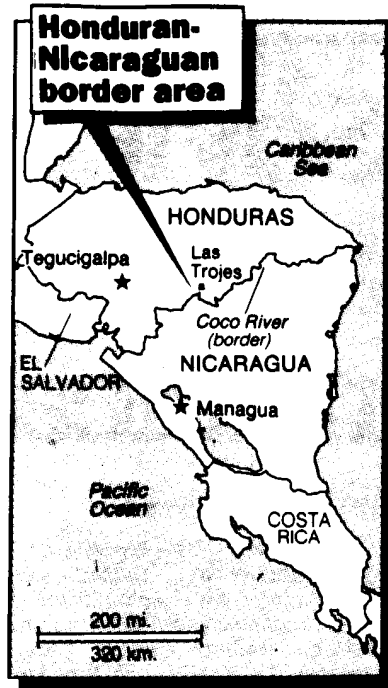 Honduran-
Nicaraguan
border area
Caribbean
Sea
HONDURAS
Tegucigalpa
Las
Trojes
Coco River
(border)
NICARAGUA
EL
SALVADOR
Managua
Pacific
Ocean
COSTA
RICA
200 mi.
320 km.